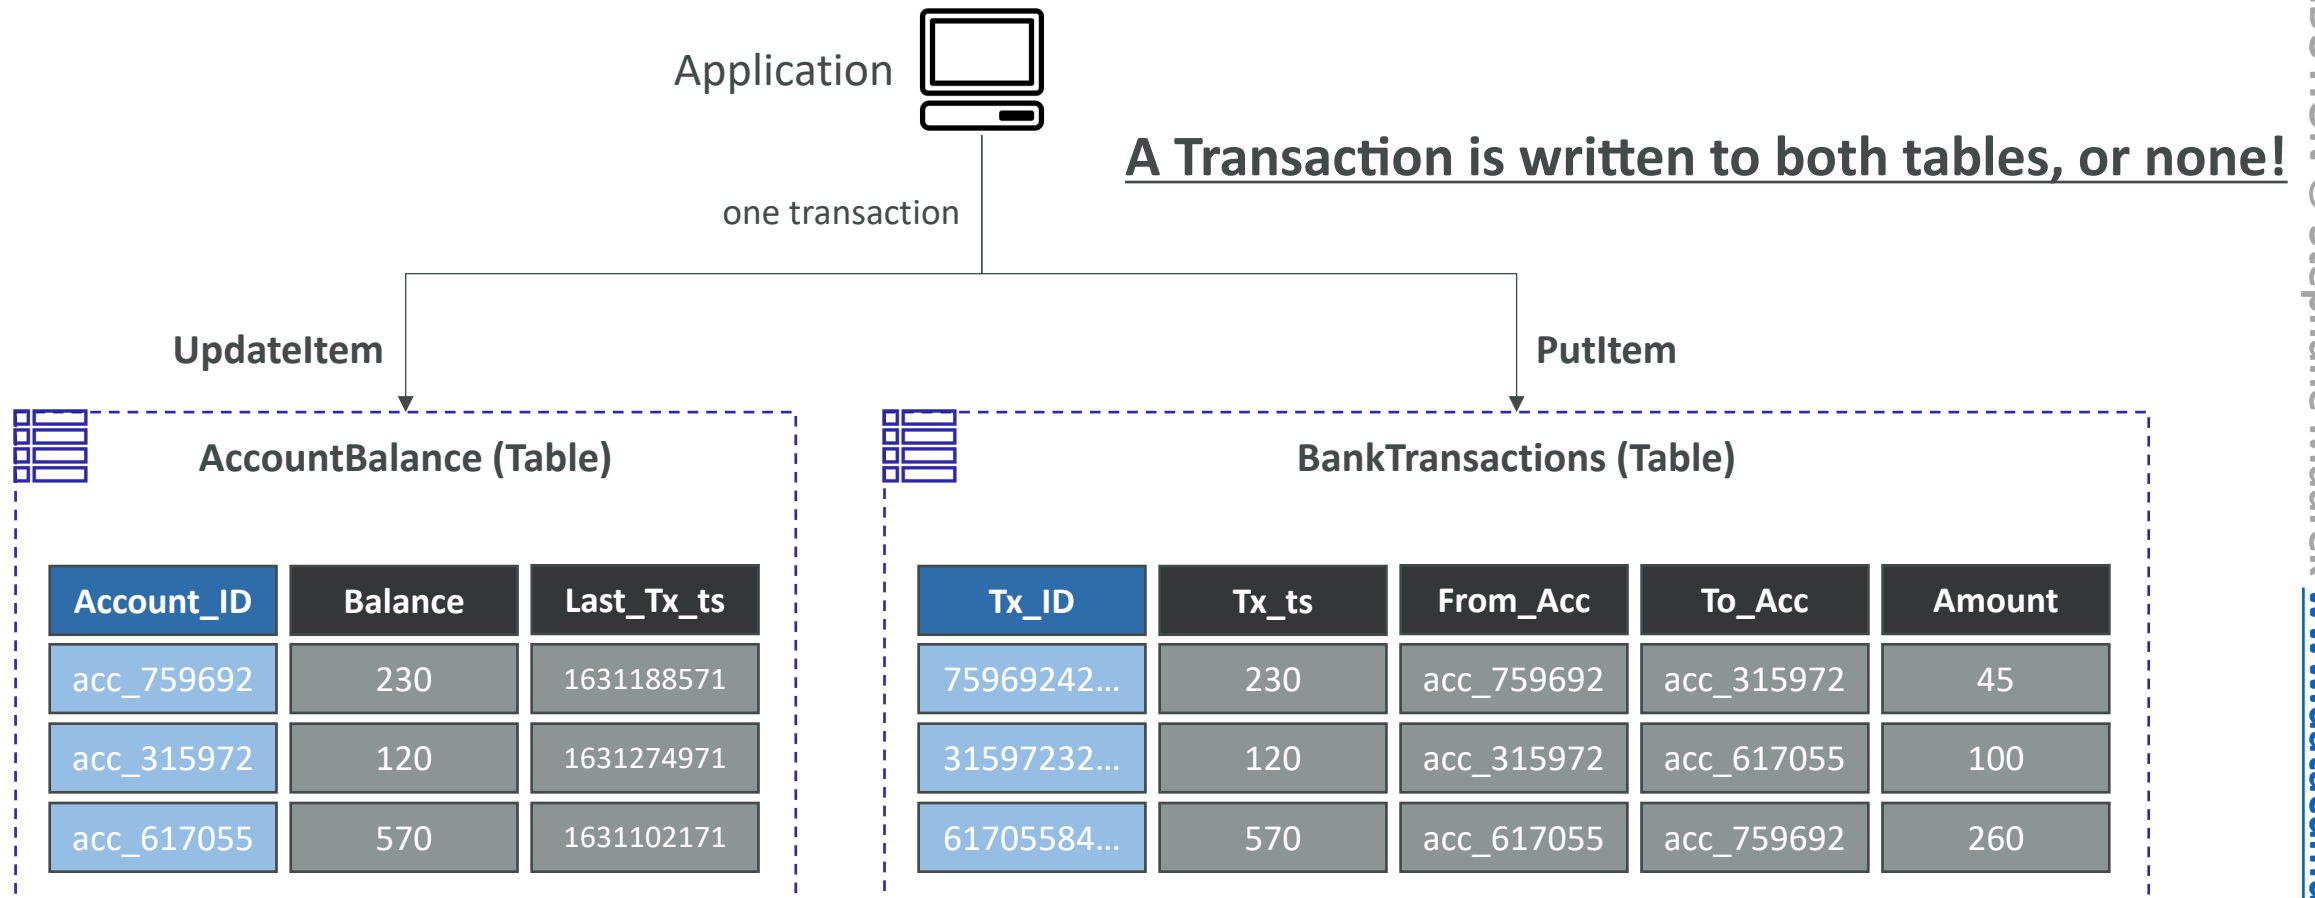 Application
A Transaction is written to both tables, or none!
one transaction
UpdateItem
PutItem
AccountBalance (Table)
Account_ID Balance Last_Tx_ts
acc_759692 230 1631188571
acc_315972 120 1631274971
acc_617055 570 1631102171
BankTransactions (Table)
Tx_ID Tx_ts From_Acc To_Acc Amount
75969242... 230 acc_759692 acc_315972 45
31597232... 120 acc_315972 acc_617055 100
61705584... 570 acc_617055 acc_759692 260